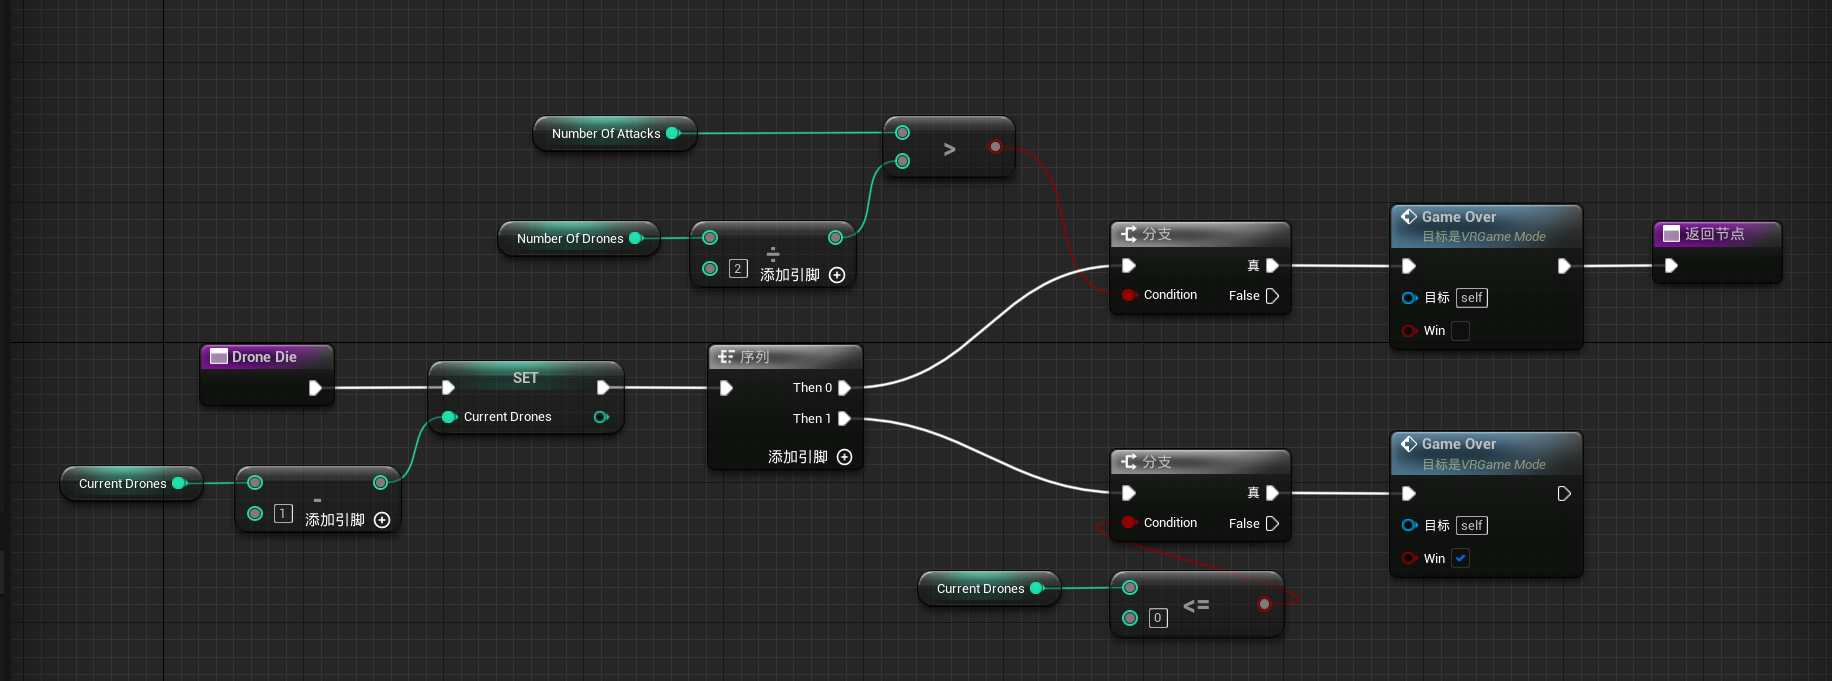 Number Of Attacks
>
Number Of Drones
÷
2
添加引脚
分支
真
Condition
False
Game Over
目标是VRGame Mode
目标
self
Win
返回节点
Drone Die
SET
Current Drones
序列
Then 0
Then 1
添加引脚
Current Drones
-
1
添加引脚
分支
真
Condition
False
Game Over
目标是VRGame Mode
目标
self
Win
Current Drones
<=
0